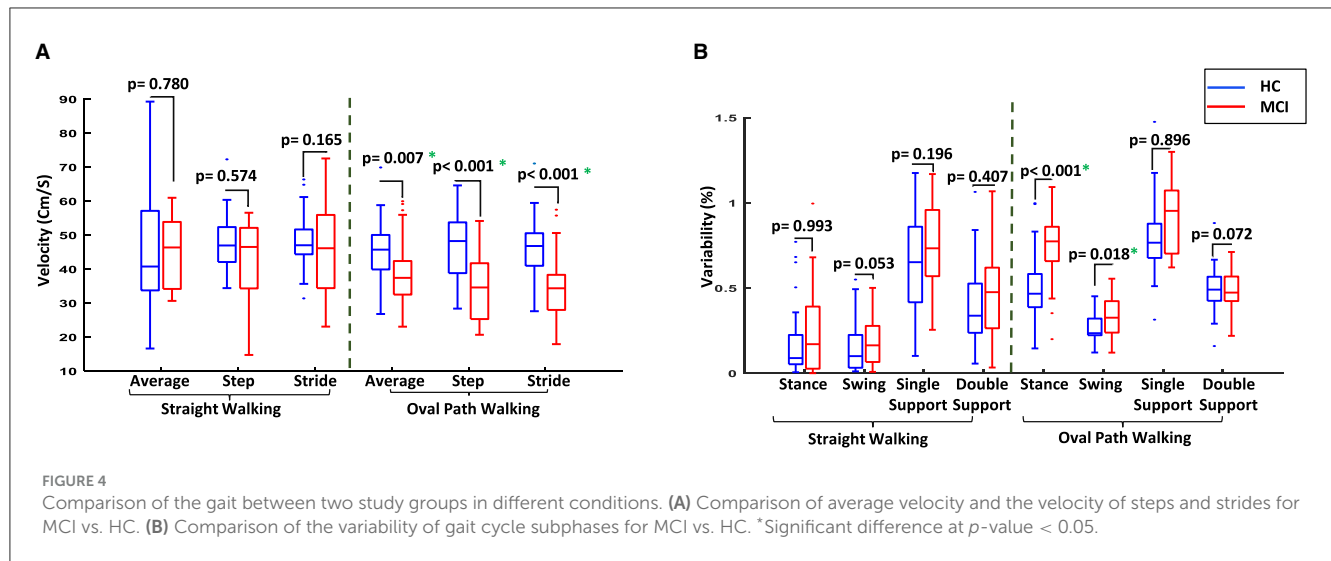 A
Velocity (Cm/S)
90
80
70
60
50
40
30
20
10
p= 0.780
p= 0.574
p= 0.165
p= 0.007 *
p< 0.001 *
p< 0.001 *
Average Step Stride Average Step Stride
Straight Walking Oval Path Walking
B
HC
MCI
Variability (%)
1.5
1
0.5
0
p= 0.993
p= 0.053
p= 0.196
p= 0.407
p< 0.001 *
p= 0.018 *
p= 0.896
p= 0.072
Stance Swing Single Double Stance Swing Single Double
Support Support Support Support
Straight Walking Oval Path Walking
FIGURE 4
Comparison of the gait between two study groups in different conditions. (A) Comparison of average velocity and the velocity of steps and strides for
MCI vs. HC. (B) Comparison of the variability of gait cycle subphases for MCI vs. HC. *Significant difference at p-value < 0.05.